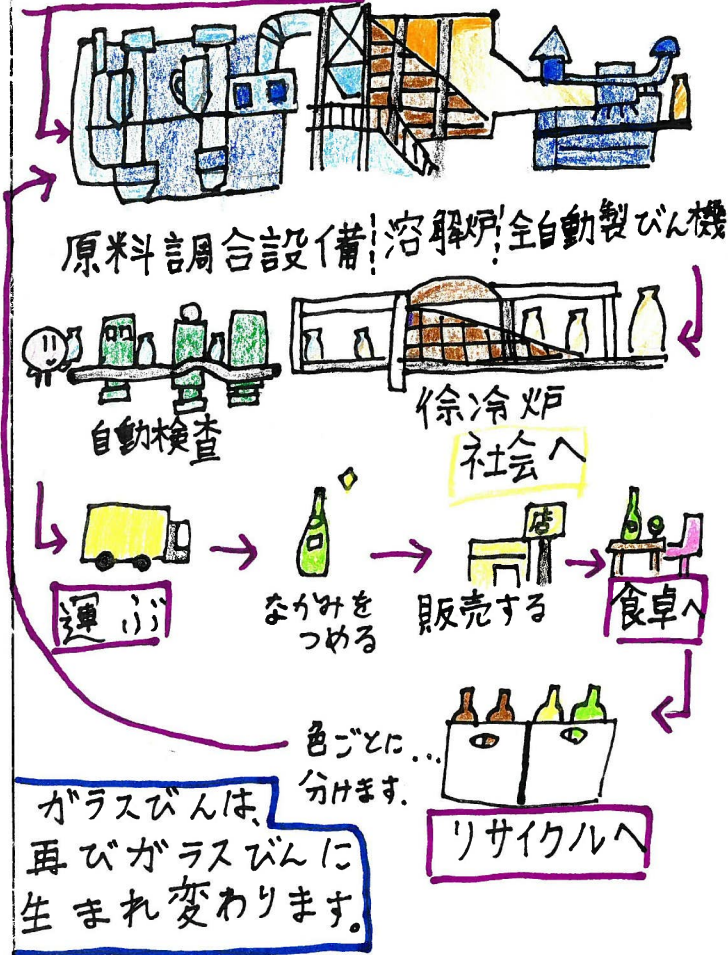 原料調合設備 溶解炉 全自動製びん機
自動検査
徐冷炉
社会へ
運ぶ
なかみを
つめる
店
販売する
食卓へ
色ごとに...
分けます.
リサイクルへ
ガラスびんは、
再びガラスびんに
生まれ変わります。